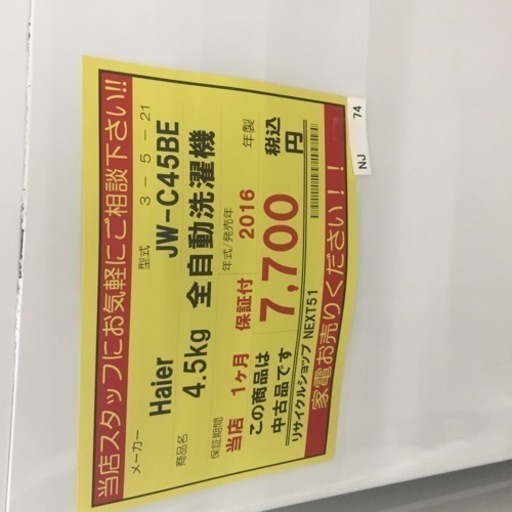 当店スタッフにお気軽にご相談下さい!!
メーカー 型式 3-5-21
Haier JW-C45BE
商品名
4.5kg 全自動洗濯機
保証期間 年式/発売年
当店 1ヶ月 保証付 2016 年製
この商品は
中古品です
7,700 税込
円
リサイクルショップ NEXT51
家電お売りください!!
74
NJ